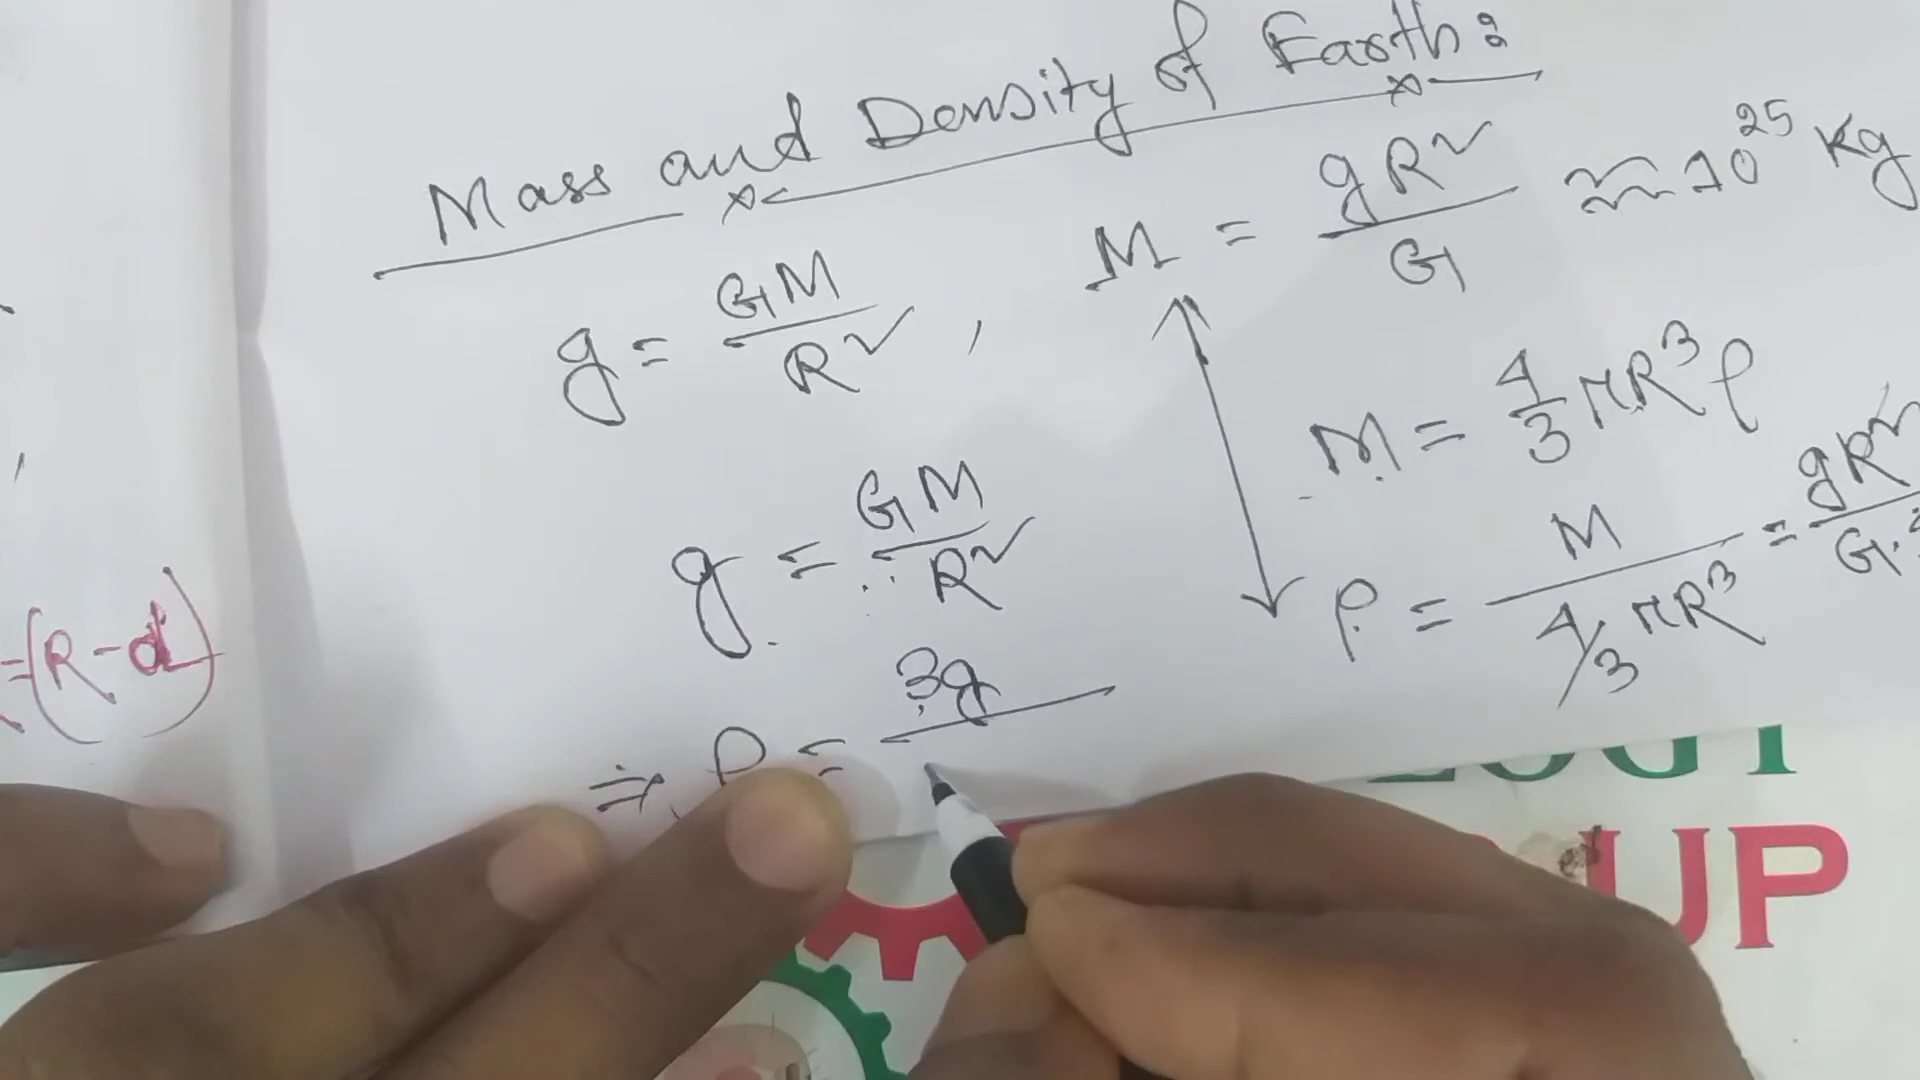 Mass and Density of Earth:
g = GM/R², M = gR²/G ≈ 10²⁵ Kg
M = 4/3 πR³ρ
g = GM/R²
ρ = M/(4/3 πR³) = gR²/G.
⇒ ρ = 3g
=(R-d)
UP